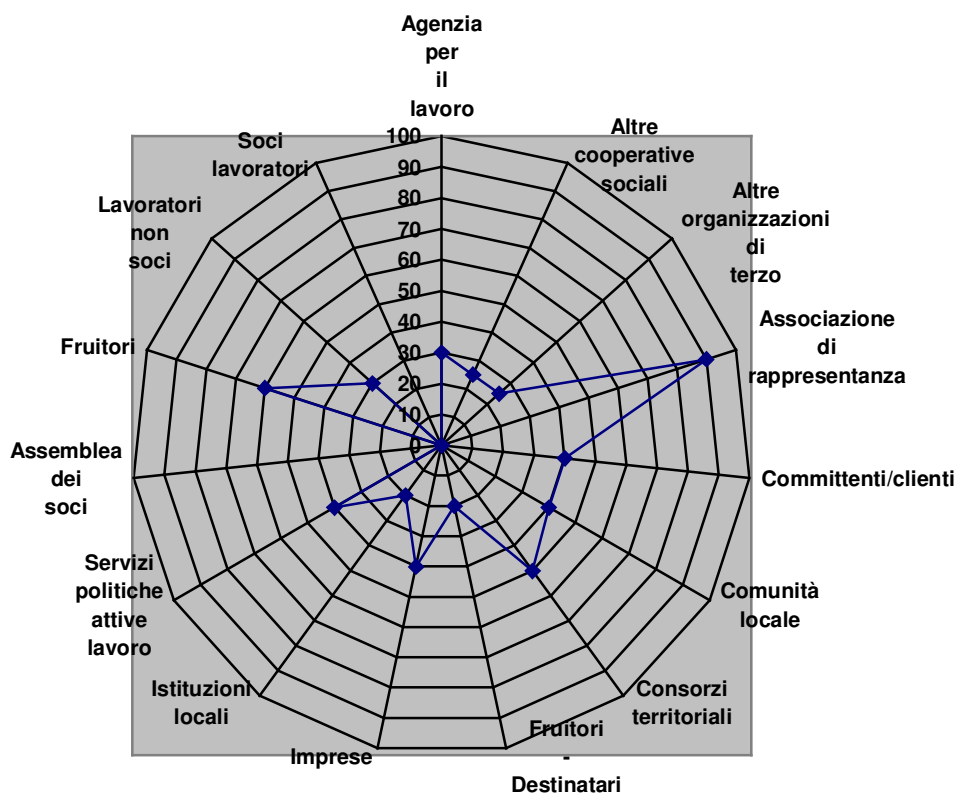 Agenzia
per
il
lavoro
Altre
cooperative
sociali
Altre
organizzazioni
di
terzo
Associazione
di
rappresentanza
Committenti/clienti
Comunità
locale
Consorzi
territoriali
Fruitori
-
Destinatari
Imprese
Istituzioni
locali
Servizi
politiche
attive
lavoro
Assemblea
dei
soci
Fruitori
Lavoratori
non
soci
Soci
lavoratori
100
90
80
70
60
50
40
30
20
10
0